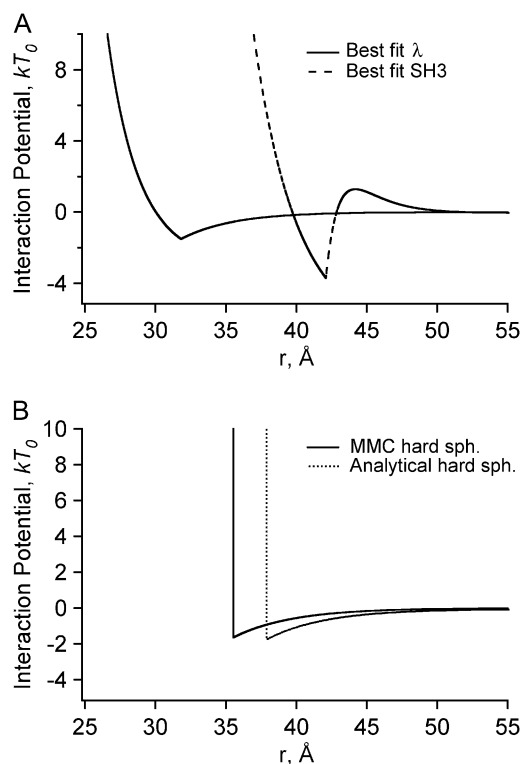 A
Interaction Potential, kT0
8
4
0
-4
Best fit λ
Best fit SH3
25 30 35 40 45 50 55
r, Å
B
Interaction Potential, kT0
10
8
6
4
2
0
-2
-4
MMC hard sph.
Analytical hard sph.
25 30 35 40 45 50 55
r, Å